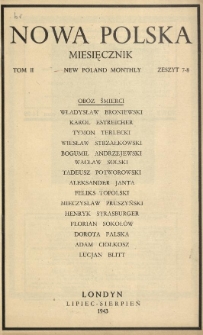 NOWA POLSKA
MIESIĘCZNIK
TOM II NEW POLAND MONTHLY ZESZYT 7-8
OBÓZ ŚMIERCI
WŁADYSŁAW BRONIEWSKI
KAROL ESTREICHER
TYMON TERLECKI
WIESŁAW STRZAŁKOWSKI
BOGUMIŁ ANDRZEJEWSKI
WACŁAW SOLSKI
TADEUSZ POTWOROWSKI
ALEKSANDER JANTA
FELIKS TOPOLSKI
MIECZYSŁAW PRUSZYŃSKI
HENRYK STRASBURGER
FLORIAN SOKOŁÓW
DOROTA FALSKA
ADAM CIOŁKOSZ
LUCJAN BLITT
LONDYN
LIPIEC-SIERPIEŃ
1943